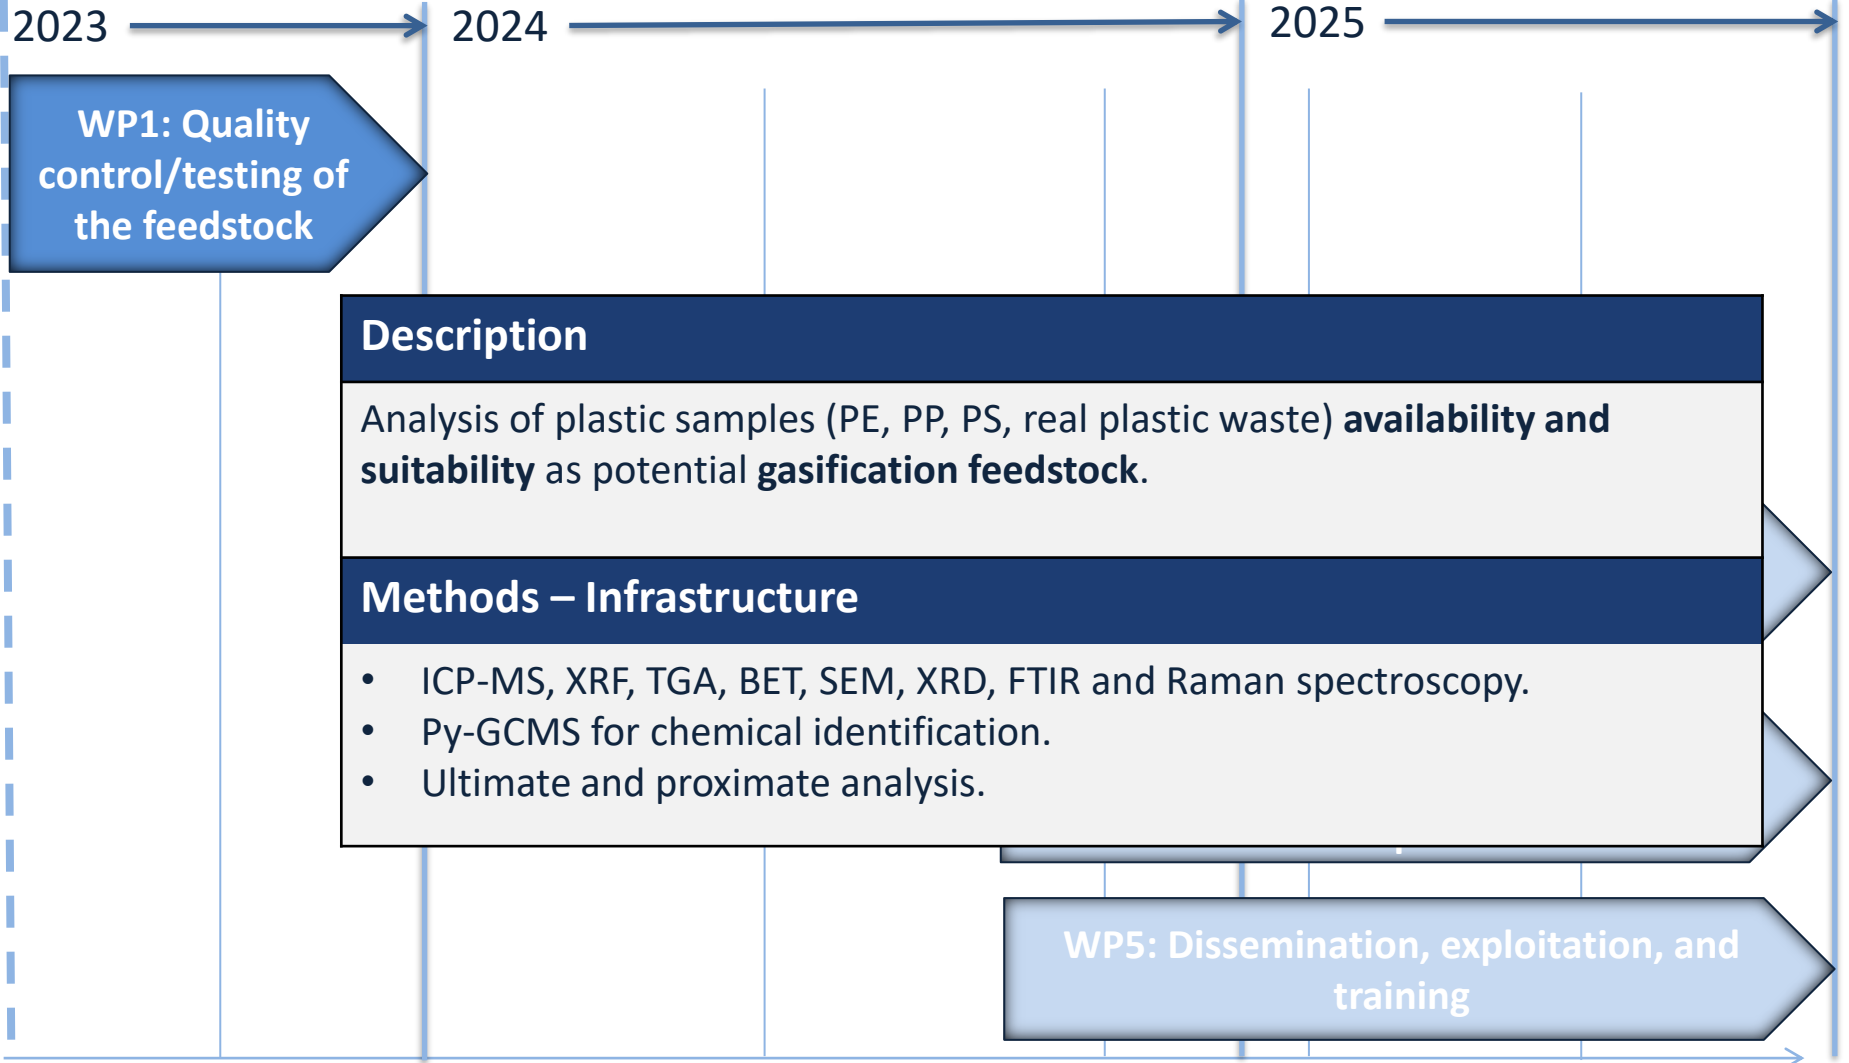 2023
2024
2025
WP1: Quality
control/testing of
the feedstock
Description
Analysis of plastic samples (PE, PP, PS, real plastic waste) availability and
suitability as potential gasification feedstock.
Methods – Infrastructure
• ICP-MS, XRF, TGA, BET, SEM, XRD, FTIR and Raman spectroscopy.
• Py-GCMS for chemical identification.
• Ultimate and proximate analysis.
WP5: Dissemination, exploitation, and
training